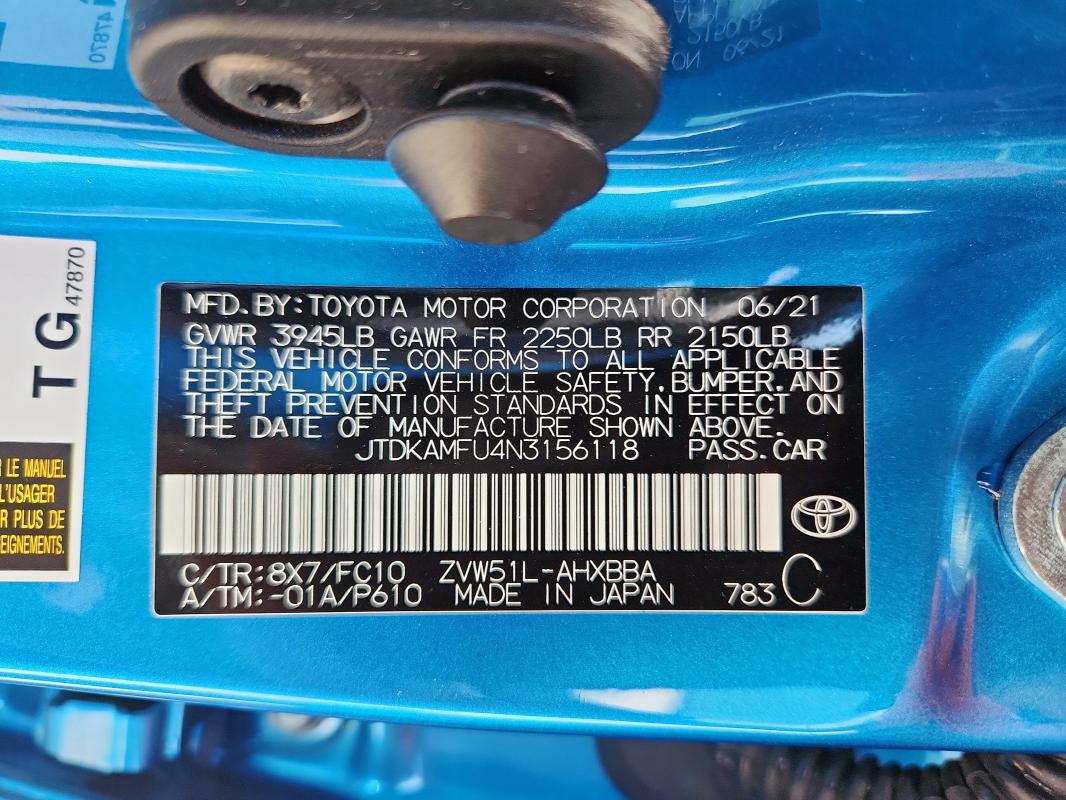 47870
MFD.BY:TOYOTA MOTOR CORPORATION 06/21
GVWR 3945LB GAWR FR 2250LB RR 2150LB
THIS VEHICLE CONFORMS TO ALL APPLICABLE
FEDERAL MOTOR VEHICLE SAFETY,BUMPER,AND
THEFT PREVENTION STANDARDS IN EFFECT ON
THE DATE OF MANUFACTURE SHOWN ABOVE.
JTDKAMFU4N3156118 PASS.CAR
C/TR:8X7/FC10 ZVW51L-AHXBBA
A/TM:-01A/P610 MADE IN JAPAN 783 C
T G 47870
LE MANUEL
L'USAGER
PLUS DE